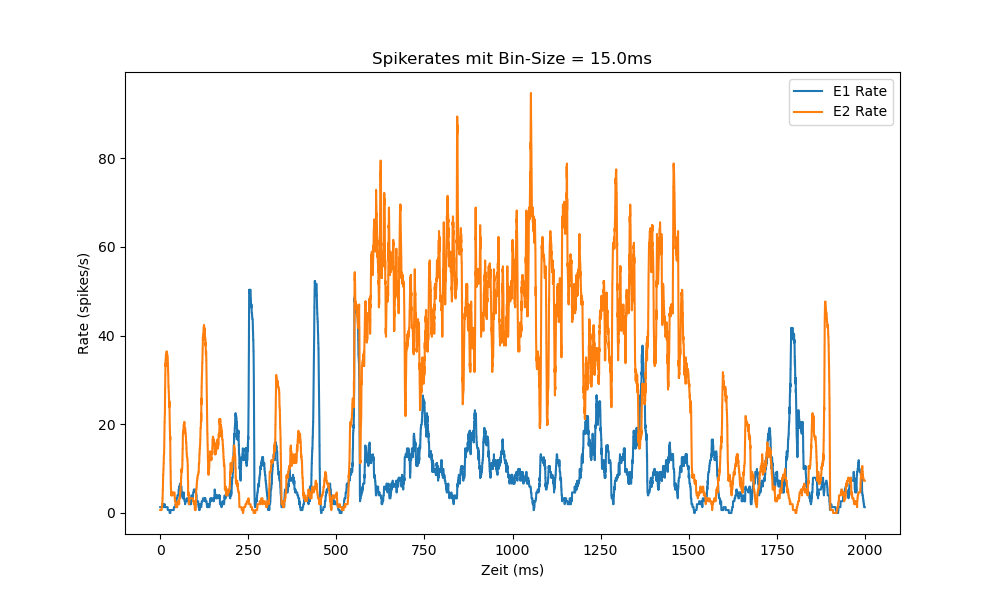 Spikerates mit Bin-Size = 15.0ms
E1 Rate
E2 Rate
Rate (spikes/s)
80
60
40
20
0
0 250 500 750 1000 1250 1500 1750 2000
Zeit (ms)